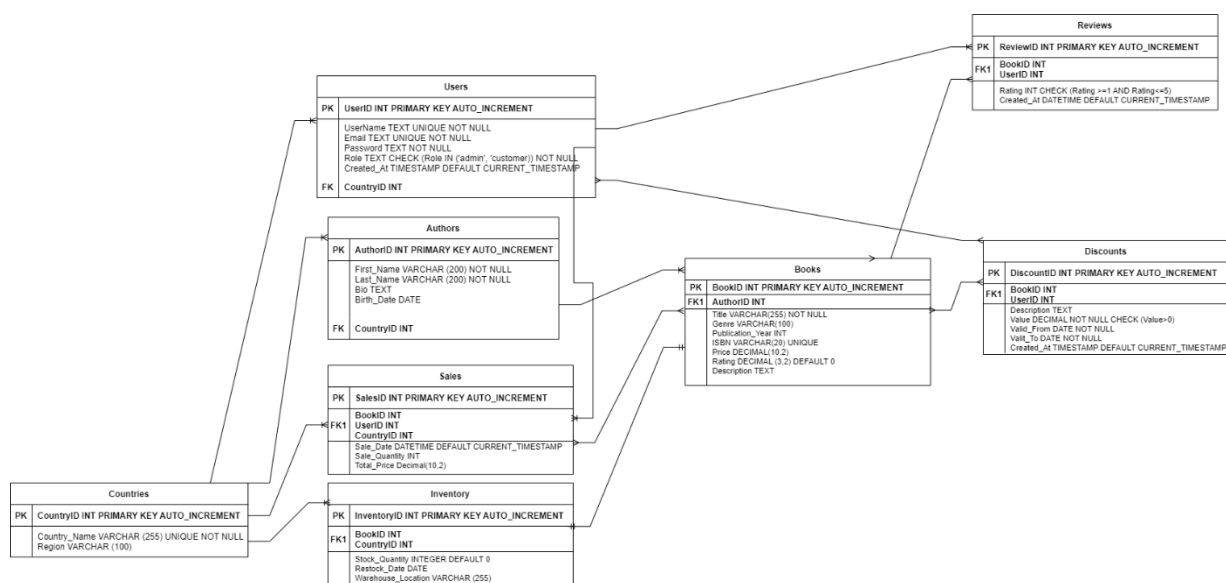 Reviews
PK ReviewID INT PRIMARY KEY AUTO_INCREMENT
FK1 BookID INT
UserID INT
Rating INT CHECK (Rating >=1 AND Rating<=5)
Created_At DATETIME DEFAULT CURRENT_TIMESTAMP
Users
PK UserID INT PRIMARY KEY AUTO_INCREMENT
UserName TEXT UNIQUE NOT NULL
Email TEXT UNIQUE NOT NULL
Password TEXT NOT NULL
Role TEXT CHECK (Role IN ('admin', 'customer)) NOT NULL
Created_At TIMESTAMP DEFAULT CURRENT_TIMESTAMP
FK CountryID INT
Authors
PK AuthorID INT PRIMARY KEY AUTO_INCREMENT
First_Name VARCHAR (200) NOT NULL
Last_Name VARCHAR (200) NOT NULL
Bio TEXT
Birth_Date DATE
FK CountryID INT
Books
PK BookID INT PRIMARY KEY AUTO_INCREMENT
FK1 AuthorID INT
Title VARCHAR(255) NOT NULL
Genre VARCHAR(100)
Publication_Year INT
ISBN VARCHAR(20) UNIQUE
Price DECIMAL(10,2)
Rating DECIMAL (3,2) DEFAULT 0
Description TEXT
Discounts
PK DiscountID INT PRIMARY KEY AUTO_INCREMENT
FK1 BookID INT
UserID INT
Description TEXT
Value DECIMAL NOT NULL CHECK (Value>0)
Valid_From DATE NOT NULL
Valit_To DATE NOT NULL
Created_At TIMESTAMP DEFAULT CURRENT_TIMESTAMP
Sales
PK SalesID INT PRIMARY KEY AUTO_INCREMENT
FK1 BookID INT
UserID INT
CountryID INT
Sale_Date DATETIME DEFAULT CURRENT_TIMESTAMP
Sale_Quantity INT
Total_Price Decimal(10,2)
Countries
PK CountryID INT PRIMARY KEY AUTO_INCREMENT
Country_Name VARCHAR (255) UNIQUE NOT NULL
Region VARCHAR (100)
Inventory
PK InventoryID INT PRIMARY KEY AUTO_INCREMENT
FK1 BookID INT
CountryID INT
Stock_Quantity INTEGER DEFAULT 0
Restock_Date DATE
Warehouse_Location VARCHAR (255)